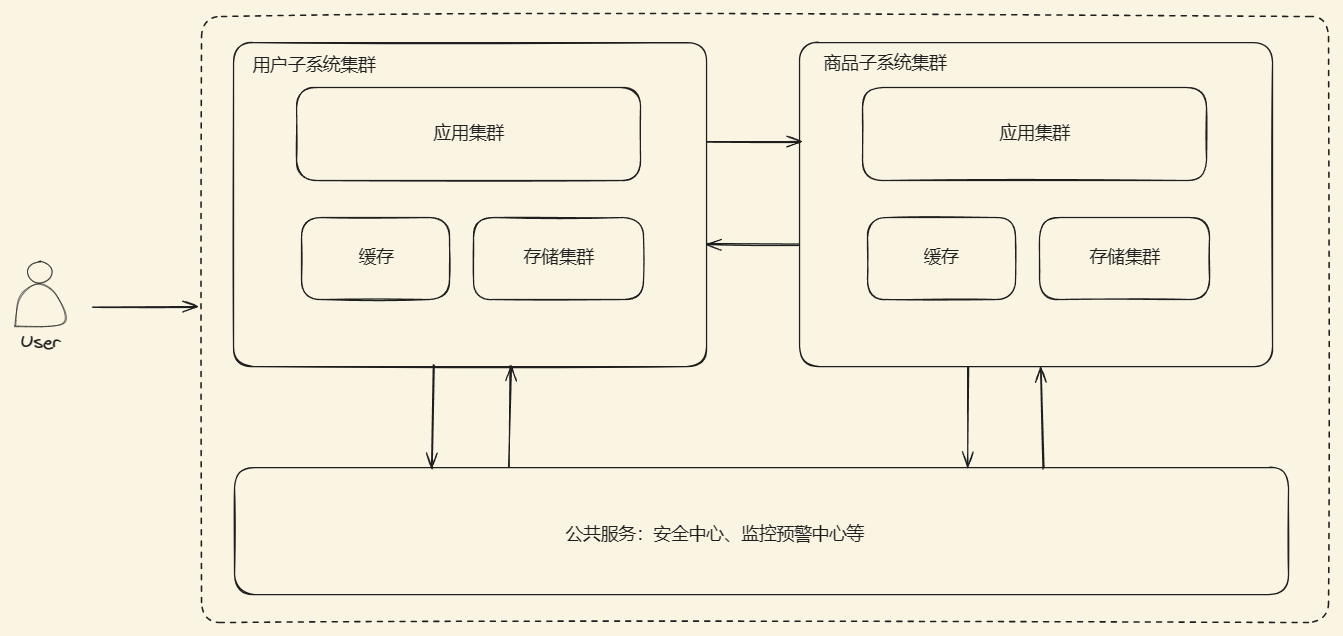 用户子系统集群
商品子系统集群
应用集群
应用集群
缓存
存储集群
缓存
存储集群
User
公共服务：安全中心、监控预警中心等